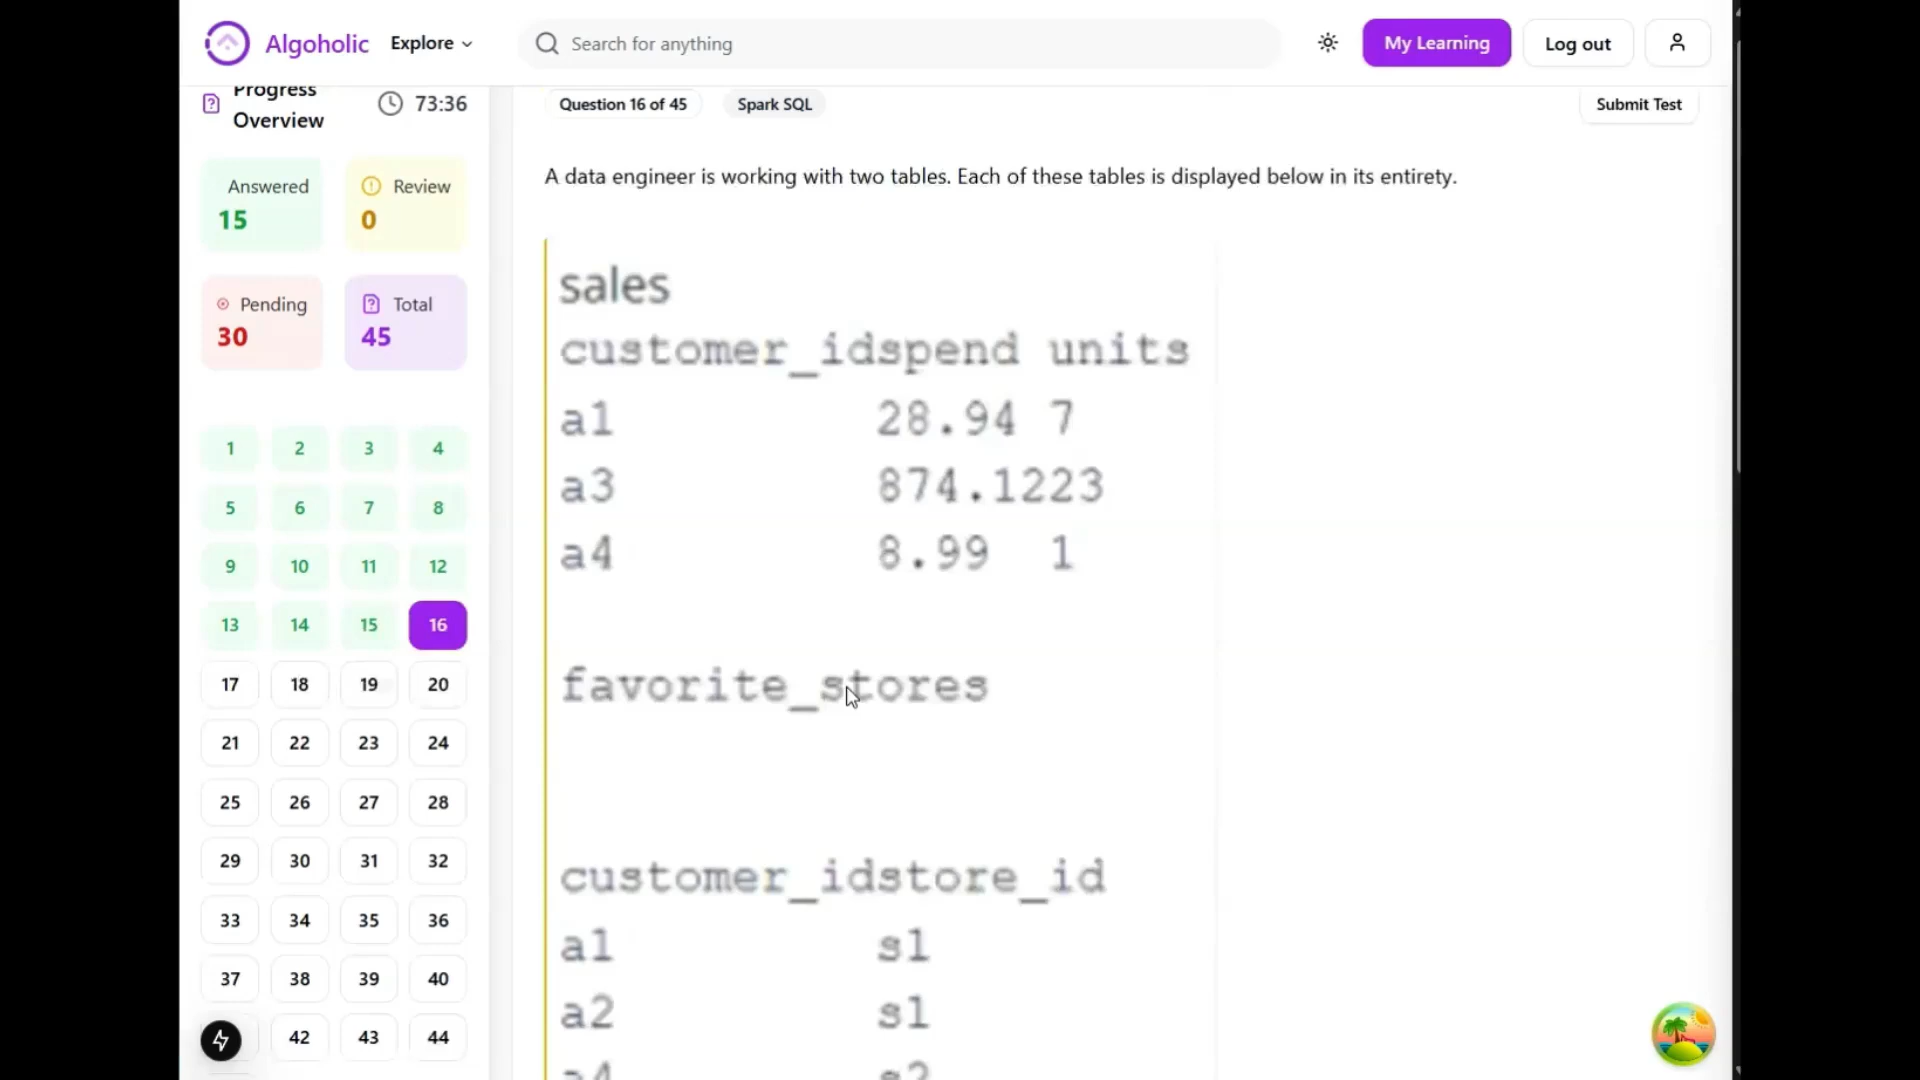 Algoholic
Explore
Search for anything
My Learning
Log out
Progress
Overview
73:36
Answered
15
Review
0
Pending
30
Total
45
1 2 3 4
5 6 7 8
9 10 11 12
13 14 15 16
17 18 19 20
21 22 23 24
25 26 27 28
29 30 31 32
33 34 35 36
37 38 39 40
42 43 44
Question 16 of 45
Spark SQL
Submit Test
A data engineer is working with two tables. Each of these tables is displayed below in its entirety.
sales
customer_idspend units
a1 28.94 7
a3 874.1223
a4 8.99 1
favorite_stores
customer_idstore_id
a1 s1
a2 s1
a4 s2